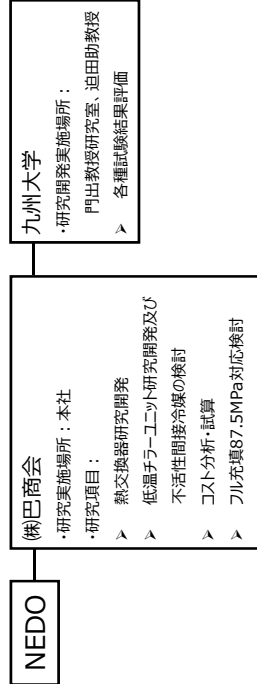 NEDO
㈱巴商会
・研究実施場所：本社
・研究項目：
➢ 熱交換器研究開発
➢ 低温チラーユニット研究開発及び
不活性間接冷媒の検討
➢ コスト分析・試算
➢ フル充填87.5MPa対応検討
九州大学
・研究開発実施場所：
門出教授研究室、迫田助教授
➢ 各種試験結果評価